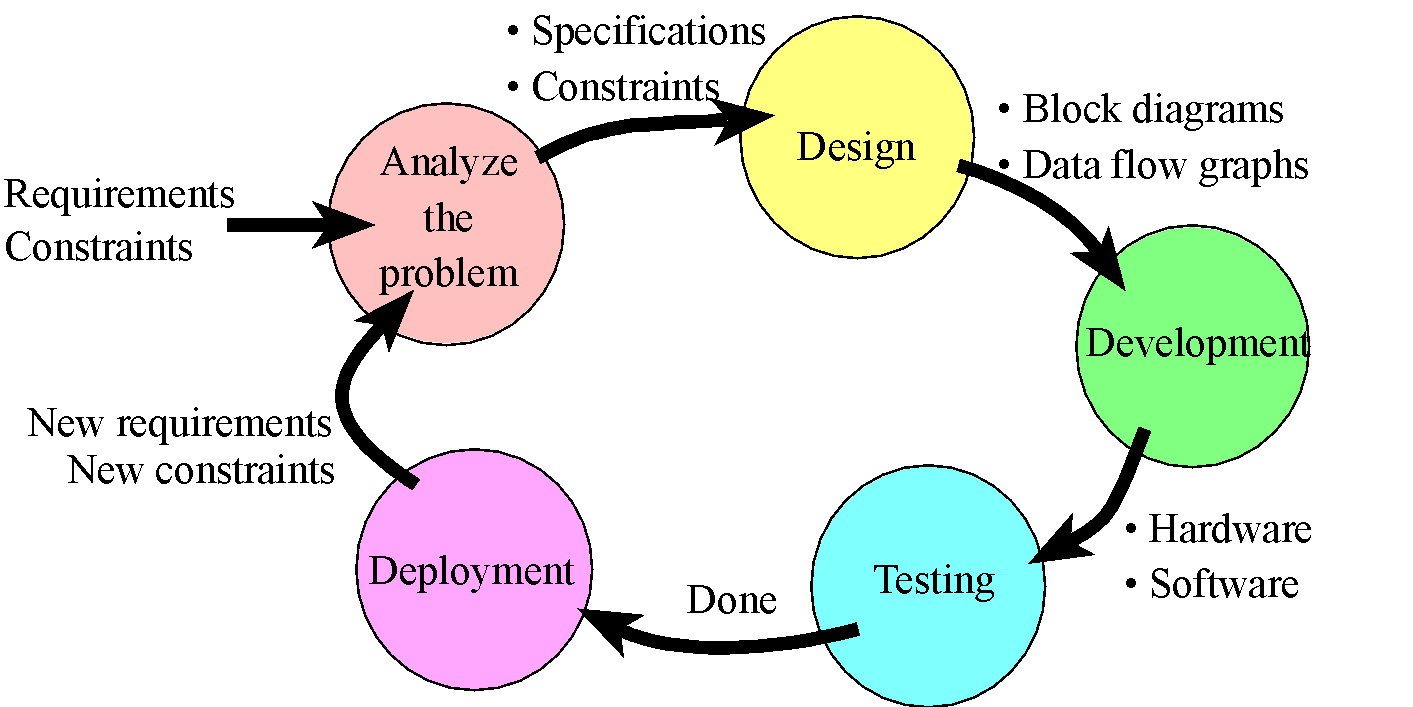 Requirements
Constraints
Analyze
the
problem
• Specifications
• Constraints
Design
• Block diagrams
• Data flow graphs
Development
• Hardware
• Software
Testing
Done
Deployment
New requirements
New constraints